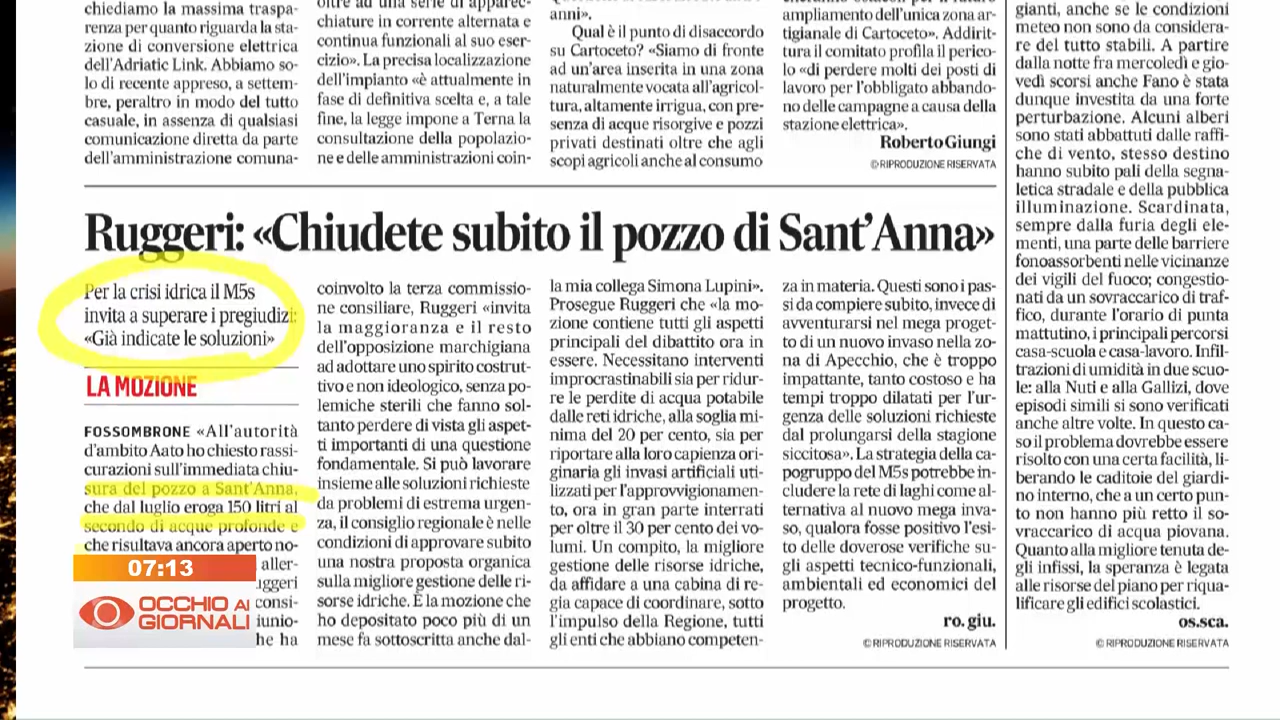 chiediamo la massima traspa-
renza per quanto riguarda la sta-
zione di conversione elettrica
dell'Adriatic Link. Abbiamo so-
lo di recente appreso, a settem-
bre, peraltro in modo del tutto
casuale, in assenza di qualsiasi
comunicazione diretta da parte
dell'amministrazione comuna-
oltre ad una serie di apparec-
chiature in corrente alternata e
continua funzionali al suo eser-
cizio». La precisa localizzazione
dell'impianto «è attualmente in
fase di definitiva scelta e, a tale
fine, la legge impone a Terna la
consultazione della popolazio-
ne e delle amministrazioni coin-
anni».
Qual è il punto di disaccordo
su Cartoceto? «Siamo di fronte
ad un'area inserita in una zona
naturalmente vocata all'agricol-
tura, altamente irrigua, con pre-
senza di acque risorgive e pozzi
privati destinati oltre che agli
scopi agricoli anche al consumo
ampliamento dell'unica zona ar-
tigianale di Cartoceto». Addirit-
tura il comitato profila il perico-
lo «di perdere molti dei posti di
lavoro per l'obbligato abbando-
no delle campagne a causa della
stazione elettrica».
Roberto Giungi
© RIPRODUZIONE RISERVATA
giganti, anche se le condizioni
meteo non sono da considera-
re del tutto stabili. A partire
dalla notte fra mercoledì e gio-
vedì scorsi anche Fano è stata
dunque investita da una forte
perturbazione. Alcuni alberi
sono stati abbattuti dalle raffi-
che di vento, stesso destino
hanno subito pali della segna-
letica stradale e della pubblica
illuminazione. Scardinata,
sempre dalla furia degli ele-
menti, una parte delle barriere
fonoassorbenti nelle vicinanze
dei vigili del fuoco; congestio-
nati da un sovraccarico di traf-
fico, durante l'orario di punta
mattutino, i principali percorsi
casa-scuola e casa-lavoro. Infil-
trazioni di umidità in due scuo-
le: alla Nuti e alla Gallizi, dove
episodi simili si sono verificati
anche altre volte. In questo ca-
so il problema dovrebbe essere
risolto con una certa facilità, li-
berando le caditoie del giardi-
no interno, che a un certo pun-
to non hanno più retto il so-
vraccarico di acqua piovana.
Quanto alla migliore tenuta de-
gli infissi, la speranza è legata
alle risorse del piano per riqua-
lificare gli edifici scolastici.
os.sca.
© RIPRODUZIONE RISERVATA
Ruggeri: «Chiudete subito il pozzo di Sant'Anna»
Per la crisi idrica il M5s
invita a superare i pregiudizi:
«Già indicate le soluzioni»
LA MOZIONE
FOSSOMBRONE «All'autorità
d'ambito Aato ho chiesto rassi-
curazioni sull'immediata chiu-
sura del pozzo a Sant'Anna,
che dal luglio eroga 150 litri al
secondo di acque profonde e
che risultava ancora aperto no-
aller-
uggeri
consi-
iunio-
he ha
coinvolto la terza commissio-
ne consiliare, Ruggeri «invita
la maggioranza e il resto
dell'opposizione marchigiana
ad adottare uno spirito costrut-
tivo e non ideologico, senza po-
lemiche sterili che fanno sol-
tanto perdere di vista gli aspet-
ti importanti di una questione
fondamentale. Si può lavorare
insieme alle soluzioni richieste
da problemi di estrema urgen-
za, il consiglio regionale è nelle
condizioni di approvare subito
una nostra proposta organica
sulla migliore gestione delle ri-
sorse idriche. È la mozione che
ho depositato poco più di un
mese fa sottoscritta anche dal-
la mia collega Simona Lupini».
Prosegue Ruggeri che «la mo-
zione contiene tutti gli aspetti
principali del dibattito ora in
essere. Necessitano interventi
improcrastinabili sia per ridur-
re le perdite di acqua potabile
dalle reti idriche, alla soglia mi-
nima del 20 per cento, sia per
riportare alla loro capienza ori-
ginaria gli invasi artificiali uti-
lizzati per l'approvvigionamen-
to, ora in gran parte interrati
per oltre il 30 per cento dei vo-
lumi. Un compito, la migliore
gestione delle risorse idriche,
da affidare a una cabina di re-
gia capace di coordinare, sotto
l'impulso della Regione, tutti
gli enti che abbiano competen-
za in materia. Questi sono i pas-
si da compiere subito, invece di
avventurarsi nel mega proget-
to di un nuovo invaso nella zo-
na di Apecchio, che è troppo
impattante, tanto costoso e ha
tempi troppo dilatati per l'ur-
genza delle soluzioni richieste
dal prolungarsi della stagione
siccitosa». La strategia della ca-
pogruppo del M5s potrebbe in-
cludere la rete di laghi come al-
ternativa al nuovo mega inva-
so, qualora fosse positivo l'esi-
to delle doverose verifiche su-
gli aspetti tecnico-funzionali,
ambientali ed economici del
progetto.
ro. giu.
© RIPRODUZIONE RISERVATA
07:13
OCCHIO AI
GIORNALI